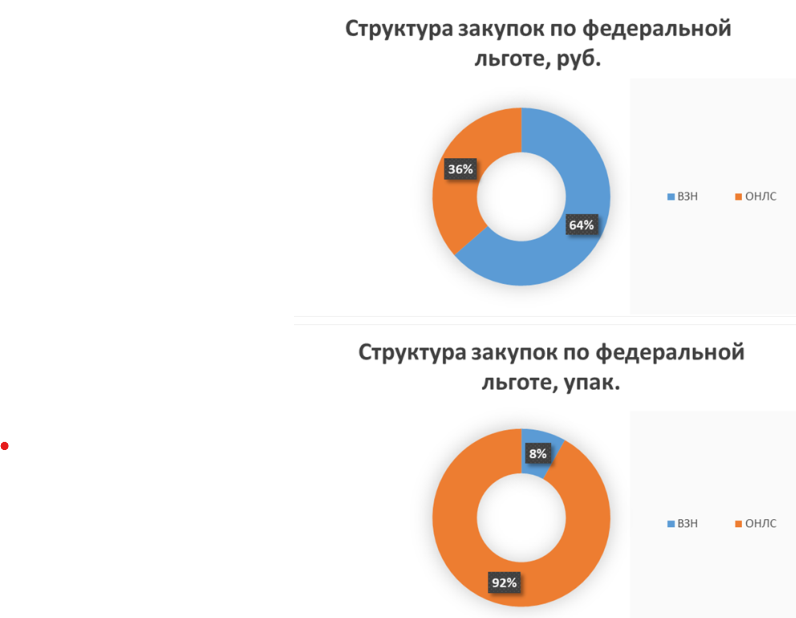 Структура закупок по федеральной
льготе, руб.
36%
64%
ВЗН
ОНЛС
Структура закупок по федеральной
льготе, упак.
8%
92%
ВЗН
ОНЛС